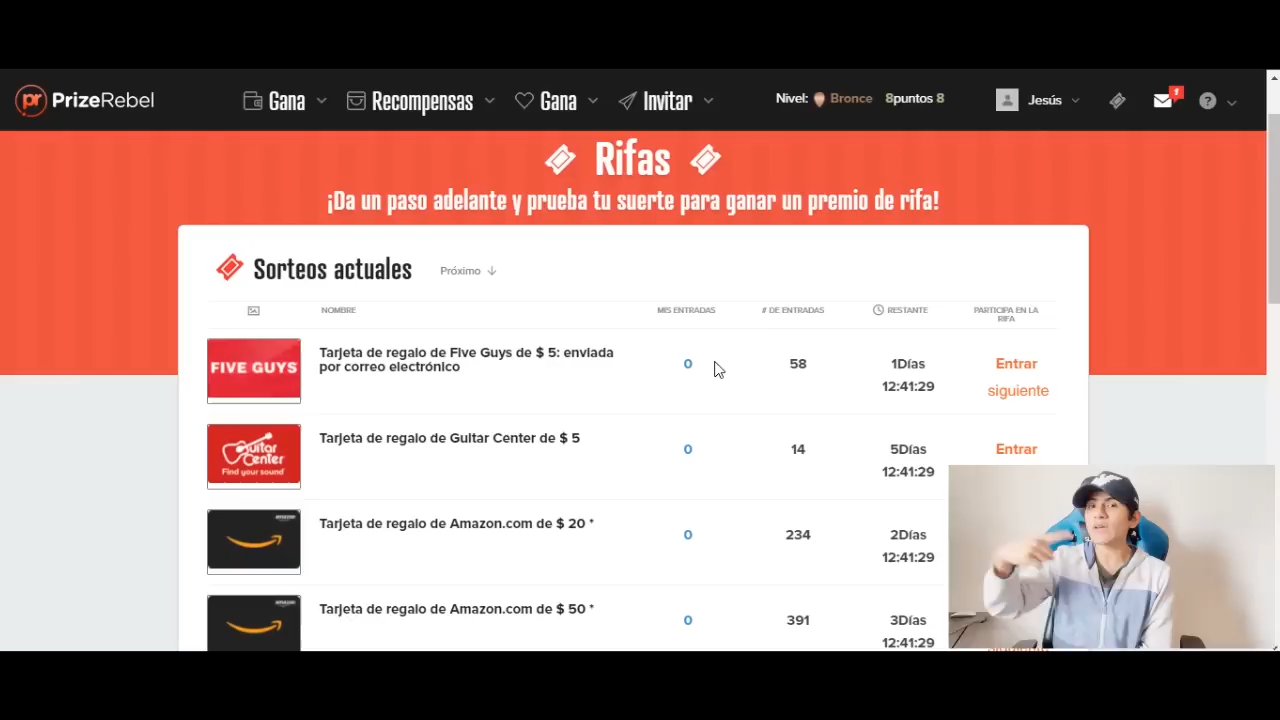 pr PrizeRebel Gana Recompensas Gana Invitar Nivel: Bronce 8puntos 8 Jesús 1 ?
Rifas
¡Da un paso adelante y prueba tu suerte para ganar un premio de rifa!
Sorteos actuales Próximo ↓
NOMBRE MIS ENTRADAS # DE ENTRADAS RESTANTE PARTICIPA EN LA
RIFA
FIVE GUYS Tarjeta de regalo de Five Guys de $ 5: enviada
por correo electrónico 0 58 1Días Entrar
12:41:29 siguiente
Guitar
Center
Find your sound
Tarjeta de regalo de Guitar Center de $ 5 0 14 5Días Entrar
12:41:29
amazon
Tarjeta de regalo de Amazon.com de $ 20 * 0 234 2Días
12:41:29
amazon
Tarjeta de regalo de Amazon.com de $ 50 * 0 391 3Días
12:41:29